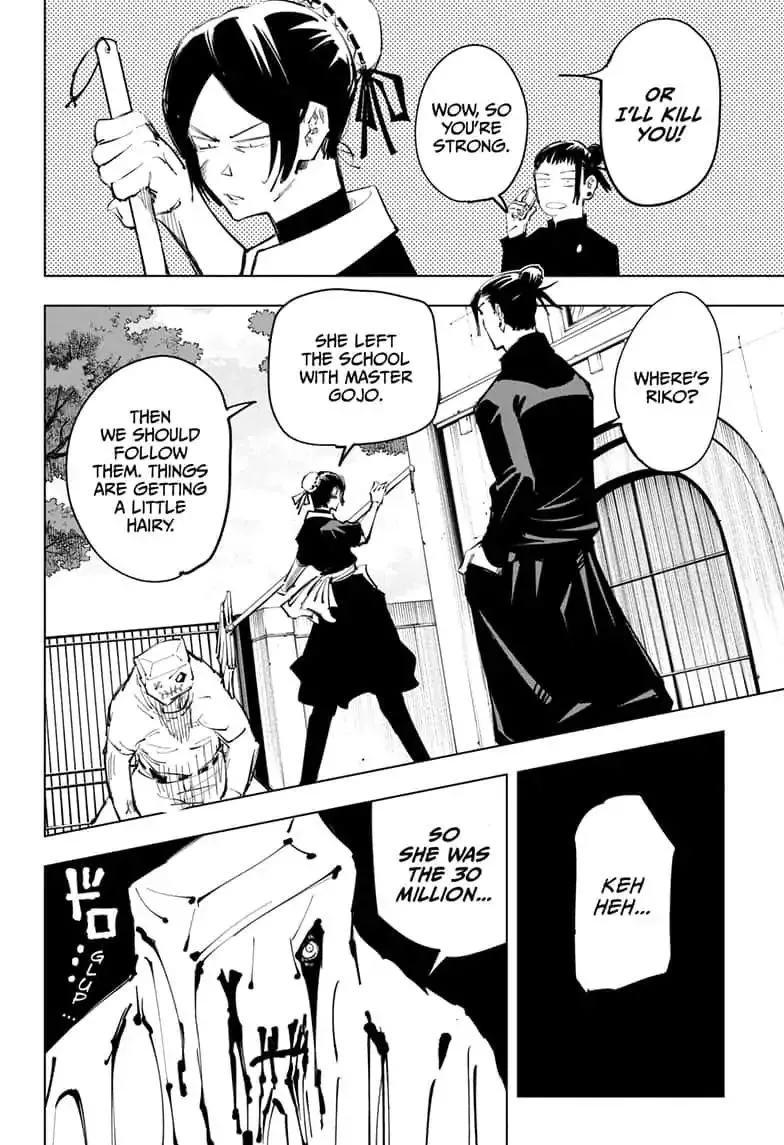 OR
I'LL KILL
YOU!
WOW, SO
YOU'RE
STRONG.
WHERE'S
RIKO?
SHE LEFT
THE SCHOOL
WITH MASTER
GOJO.
THEN
WE SHOULD
FOLLOW
THEM. THINGS
ARE GETTING
A LITTLE
HAIRY.
KEH
HEH...
SO
SHE WAS
THE 30
MILLION...
ドロ...
GLUP...